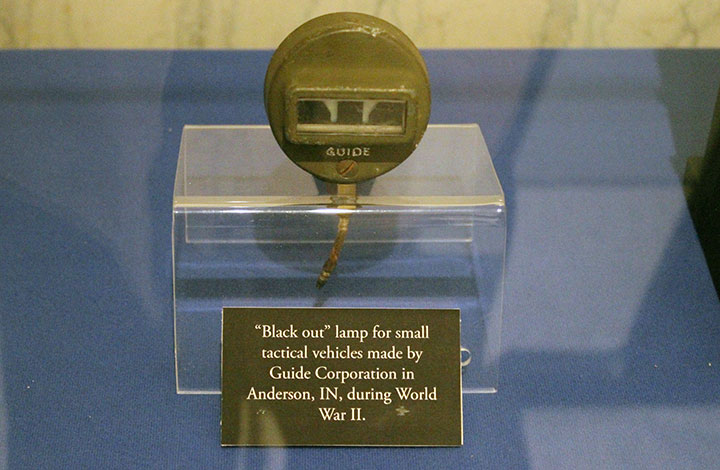 GUIDE
“Black out” lamp for small
tactical vehicles made by
Guide Corporation in
Anderson, IN, during World
War II.